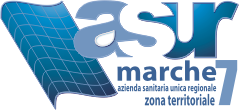 asur
marche 7
azienda sanitaria unica regionale
zona territoriale